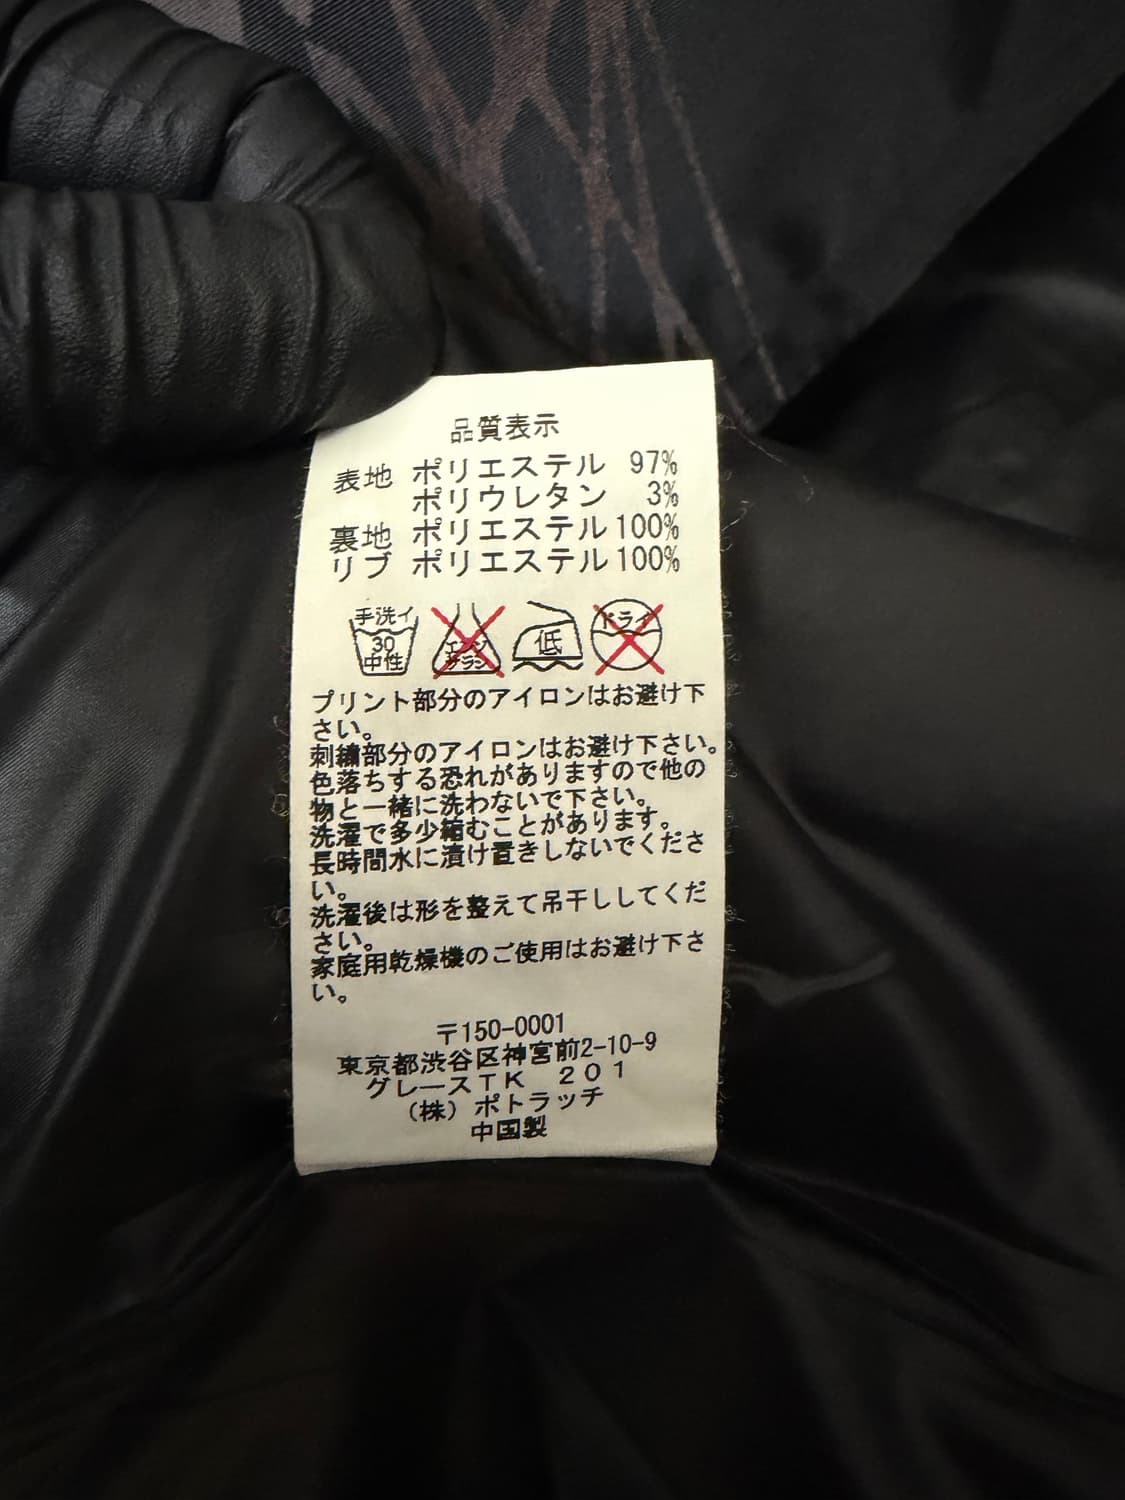 品質表示
表地 ポリエステル 97%
ポリウレタン 3%
裏地 ポリエステル 100%
リブ ポリエステル 100%
手洗イ 30 中性 エンソ サラシ 低 ドライ
プリント部分のアイロンはお避け下
さい。
刺繍部分のアイロンはお避け下さい。
色落ちする恐れがありますので他の
物と一緒に洗わないで下さい。
洗濯で多少縮むことがあります。
長時間水に漬け置きしないでくださ
い。
洗濯後は形を整えて吊干ししてくだ
さい。
家庭用乾燥機のご使用はお避け下さ
い。
〒150-0001
東京都渋谷区神宮前2-10-9
グレースTK 201
(株) ポトラッチ
中国製